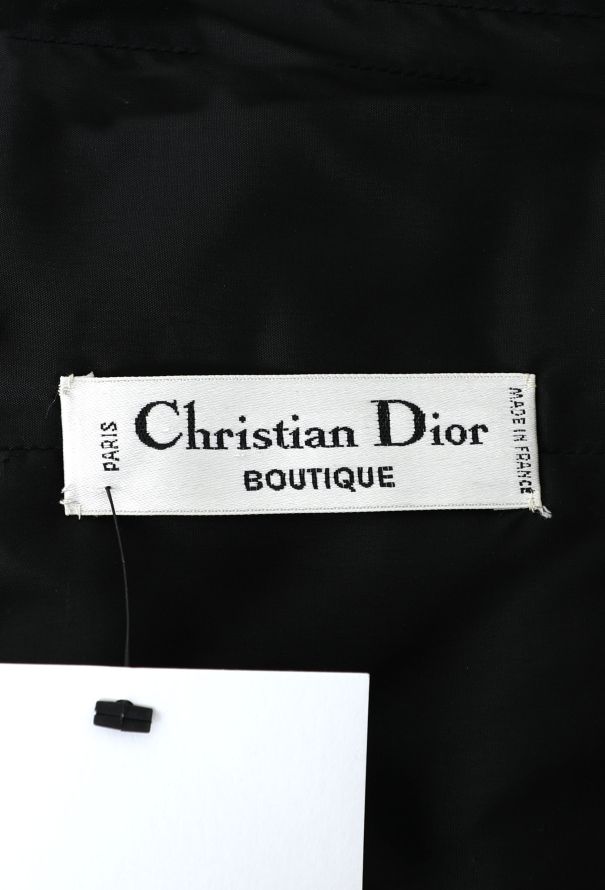 PARIS
Christian Dior
BOUTIQUE
MADE IN FRANCE